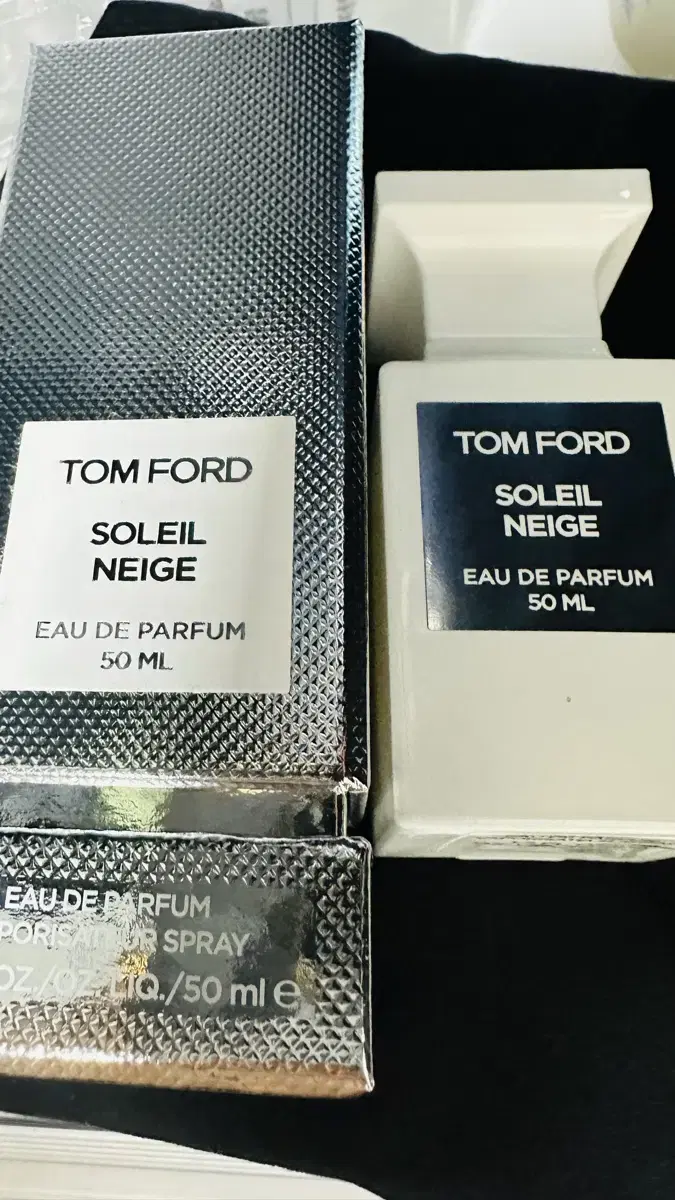 TOM FORD
SOLEIL
NEIGE
EAU DE PARFUM
50 ML
TOM FORD
SOLEIL
NEIGE
EAU DE PARFUM
50 ML
EAU DE PARFUM
SPRAY
LIQ./50 ml e